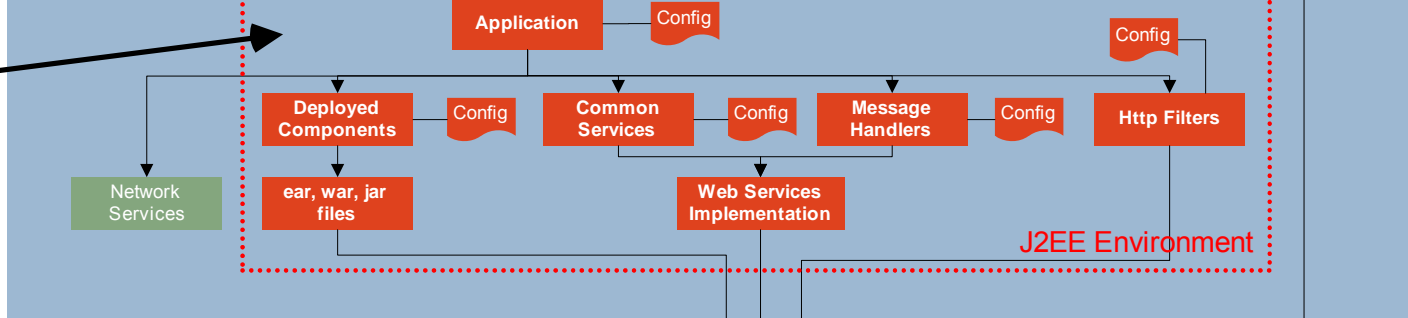 Application
Config
Config
Deployed
Components
Config
Common
Services
Config
Message
Handlers
Config
Http Filters
Network
Services
ear, war, jar
files
Web Services
Implementation
J2EE Environment